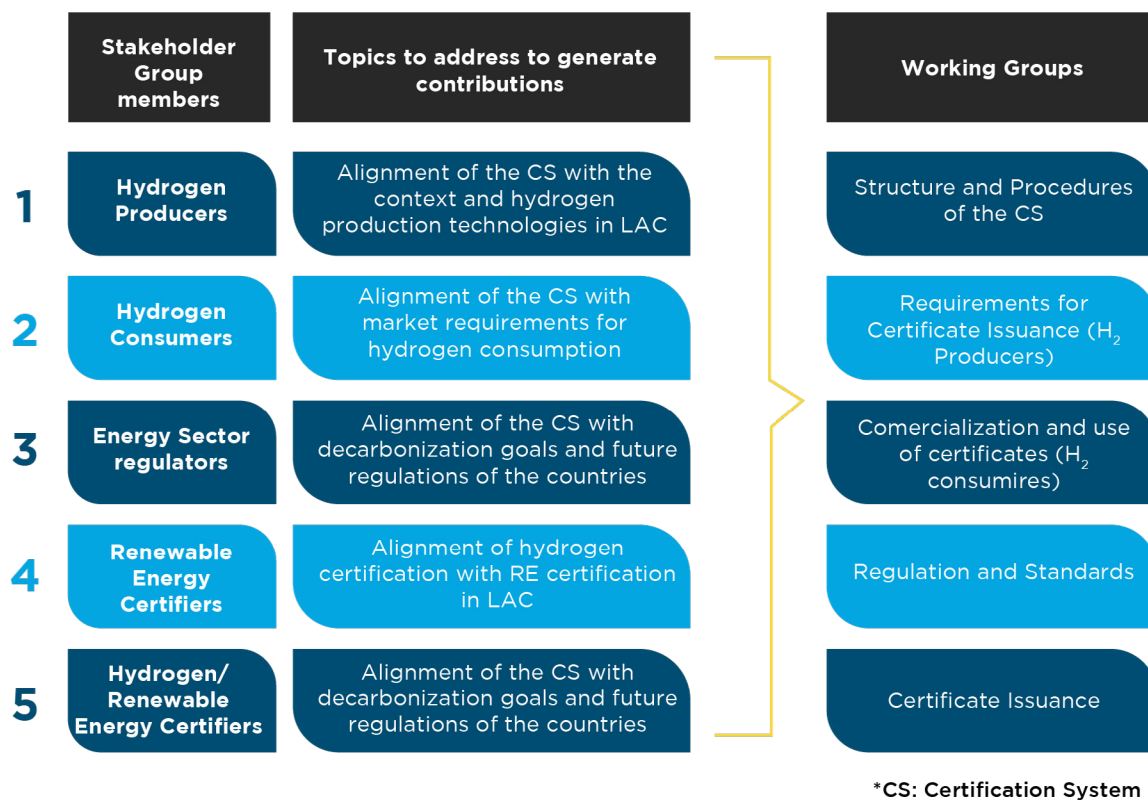 Stakeholder
Group
members
Topics to address to generate
contributions
Working Groups
1
Hydrogen
Producers
Alignment of the CS with the
context and hydrogen
production technologies in LAC
Structure and Procedures
of the CS
2
Hydrogen
Consumers
Alignment of the CS with
market requirements for
hydrogen consumption
Requirements for
Certificate Issuance (H₂
Producers)
3
Energy Sector
regulators
Alignment of the CS with
decarbonization goals and future
regulations of the countries
Comercialization and use
of certificates (H₂
consumires)
4
Renewable
Energy
Certifiers
Alignment of hydrogen
certification with RE certification
in LAC
Regulation and Standards
5
Hydrogen/
Renewable
Energy Certifiers
Alignment of the CS with
decarbonization goals and future
regulations of the countries
Certificate Issuance
*CS: Certification System